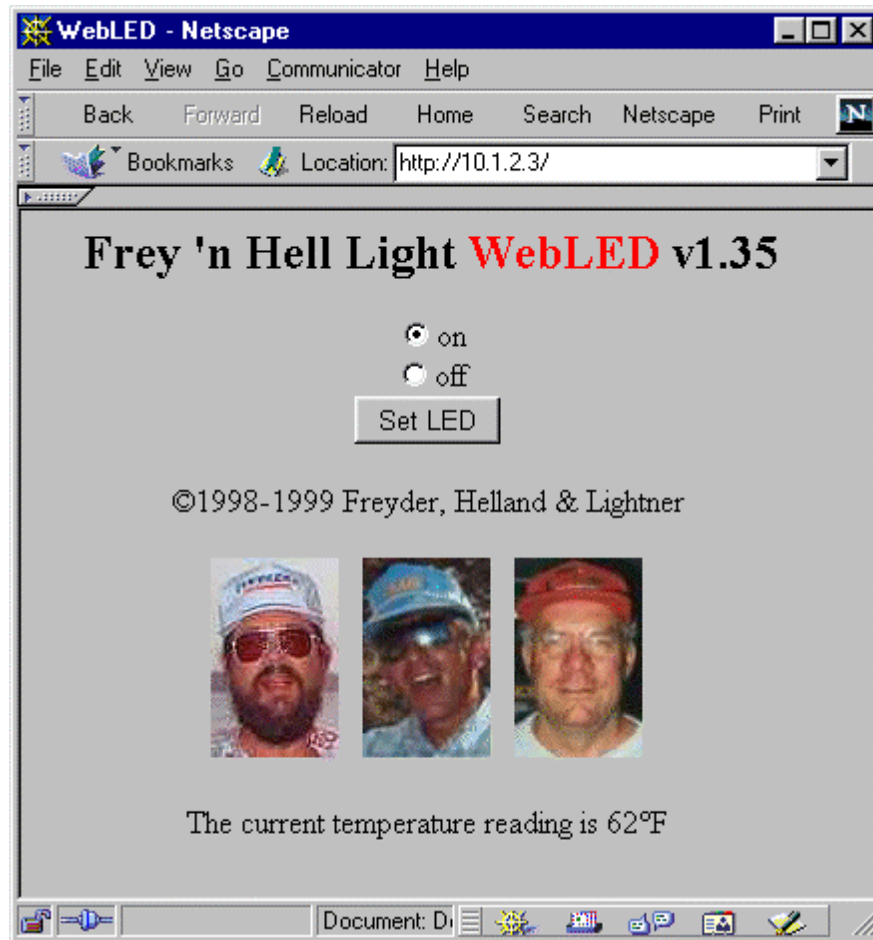 WebLED - Netscape
File Edit View Go Communicator Help
Back Forward Reload Home Search Netscape Print N
Bookmarks Location: http://10.1.2.3/
Frey 'n Hell Light WebLED v1.35
on
off
Set LED
©1998-1999 Freyder, Helland & Lightner
The current temperature reading is 62°F
Document: D